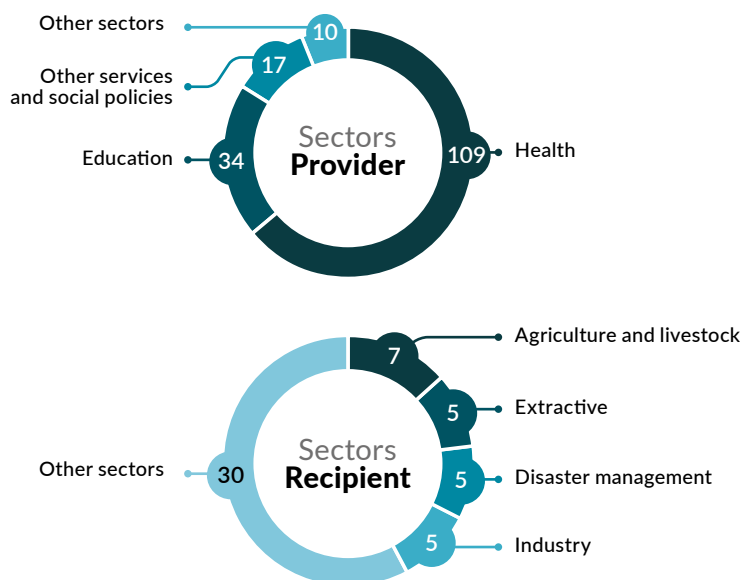 Other sectors
10
Other services
and social policies
17
Education
34
Sectors
Provider
109
Health
7
Agriculture and livestock
5
Extractive
5
Disaster management
5
Industry
Sectors
Recipient
Other sectors
30